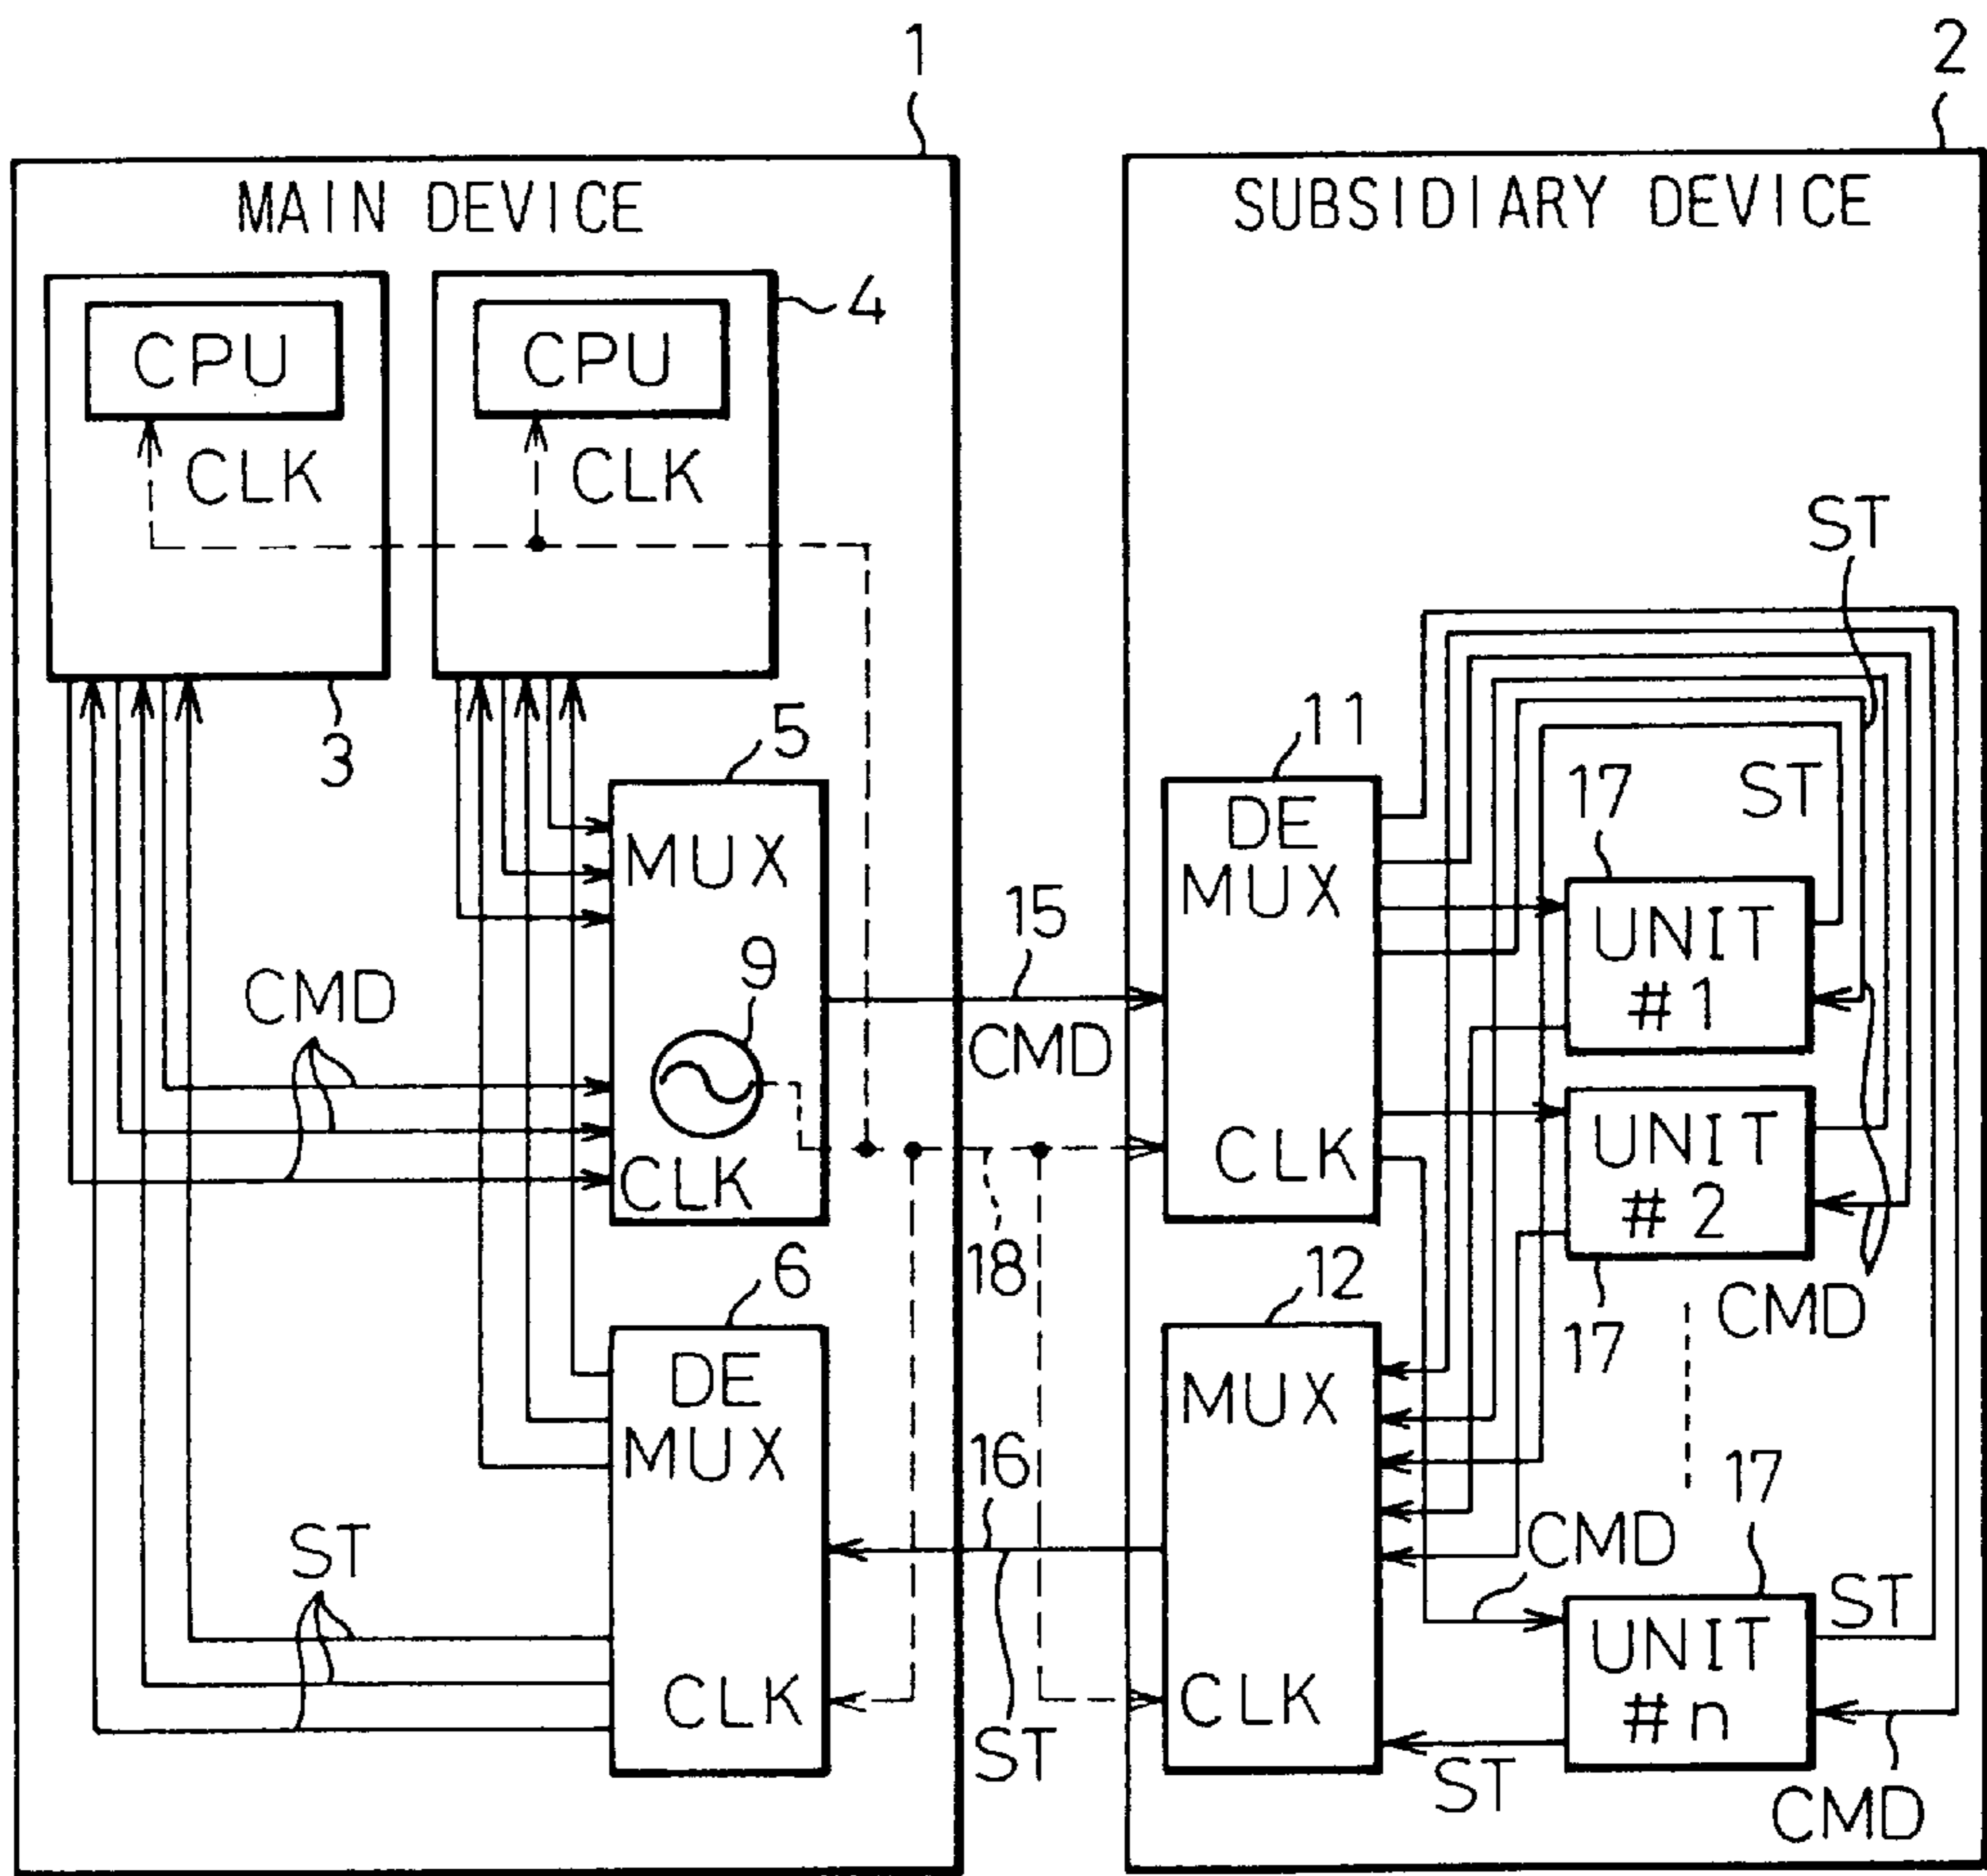 1
2
MAIN DEVICE
SUBSIDIARY DEVICE
CPU
CPU
4
CLK
CLK
ST
3
5
11
17
ST
DE
MUX
MUX
UNIT
#1
15
CMD
9
CMD
CLK
CLK
UNIT
#2
18
6
12
17
CMD
DE
MUX
MUX
16
17
CMD
ST
ST
UNIT
#n
CLK
CLK
ST
ST
CMD